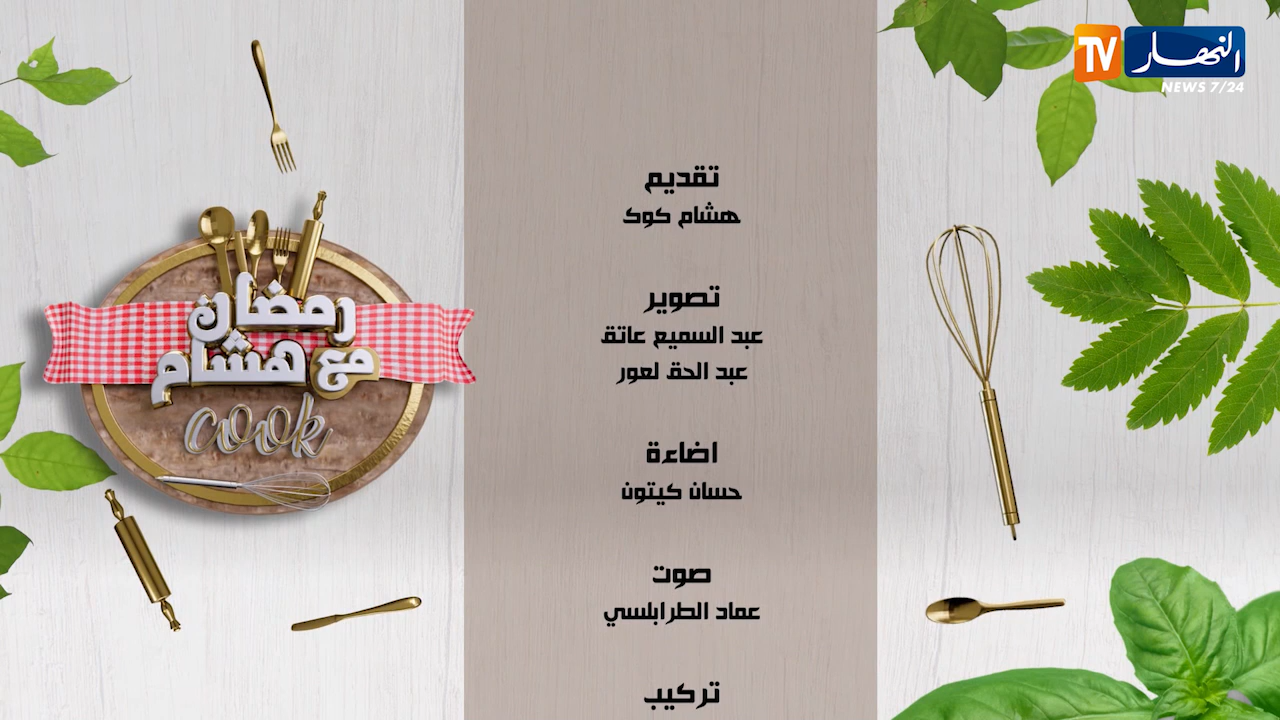 TV النهار
NEWS 7/24
رمضان
مع هشام
cook
تقديم
هشام كوك
تصوير
عبد السميع عاتق
عبد الحق لعور
اضاءة
حسان كيتون
صوت
عماد الطرابلسي
تركيب